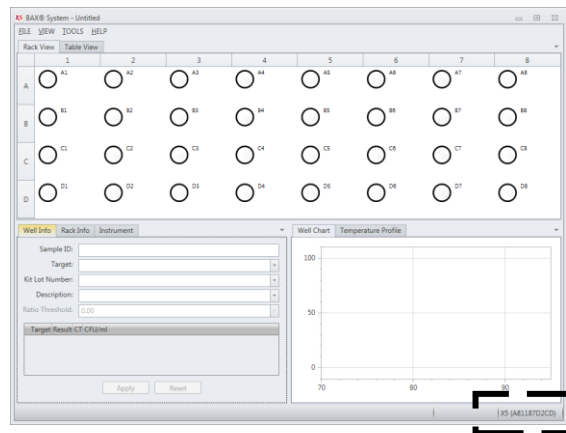 X5 BAX® System - Untitled
FILE VIEW TOOLS HELP
Rack View Table View
1 2 3 4 5 6 7 8
A A1 A2 A3 A4 A5 A6 A7 A8
B B1 B2 B3 B4 B5 B6 B7 B8
C C1 C2 C3 C4 C5 C6 C7 C8
D D1 D2 D3 D4 D5 D6 D7 D8
Well Info Rack Info Instrument
Sample ID:
Target:
Kit Lot Number:
Description:
Ratio Threshold: 0.00
Target Result CT CFU/ml
Apply Reset
Well Chart Temperature Profile
100
50
0
70 80 90
X5 (A81187D2CD)